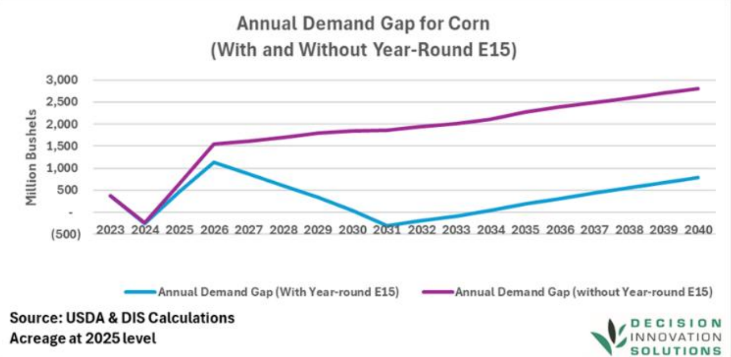 Annual Demand Gap for Corn
(With and Without Year-Round E15)
3,000
2,500
2,000
1,500
1,000
500
-
(500)
Million Bushels
2023 2024 2025 2026 2027 2028 2029 2030 2031 2032 2033 2034 2035 2036 2037 2038 2039 2040
Annual Demand Gap (With Year-round E15) Annual Demand Gap (without Year-round E15)
Source: USDA & DIS Calculations
Acreage at 2025 level
DECISION
INNOVATION
SOLUTIONS